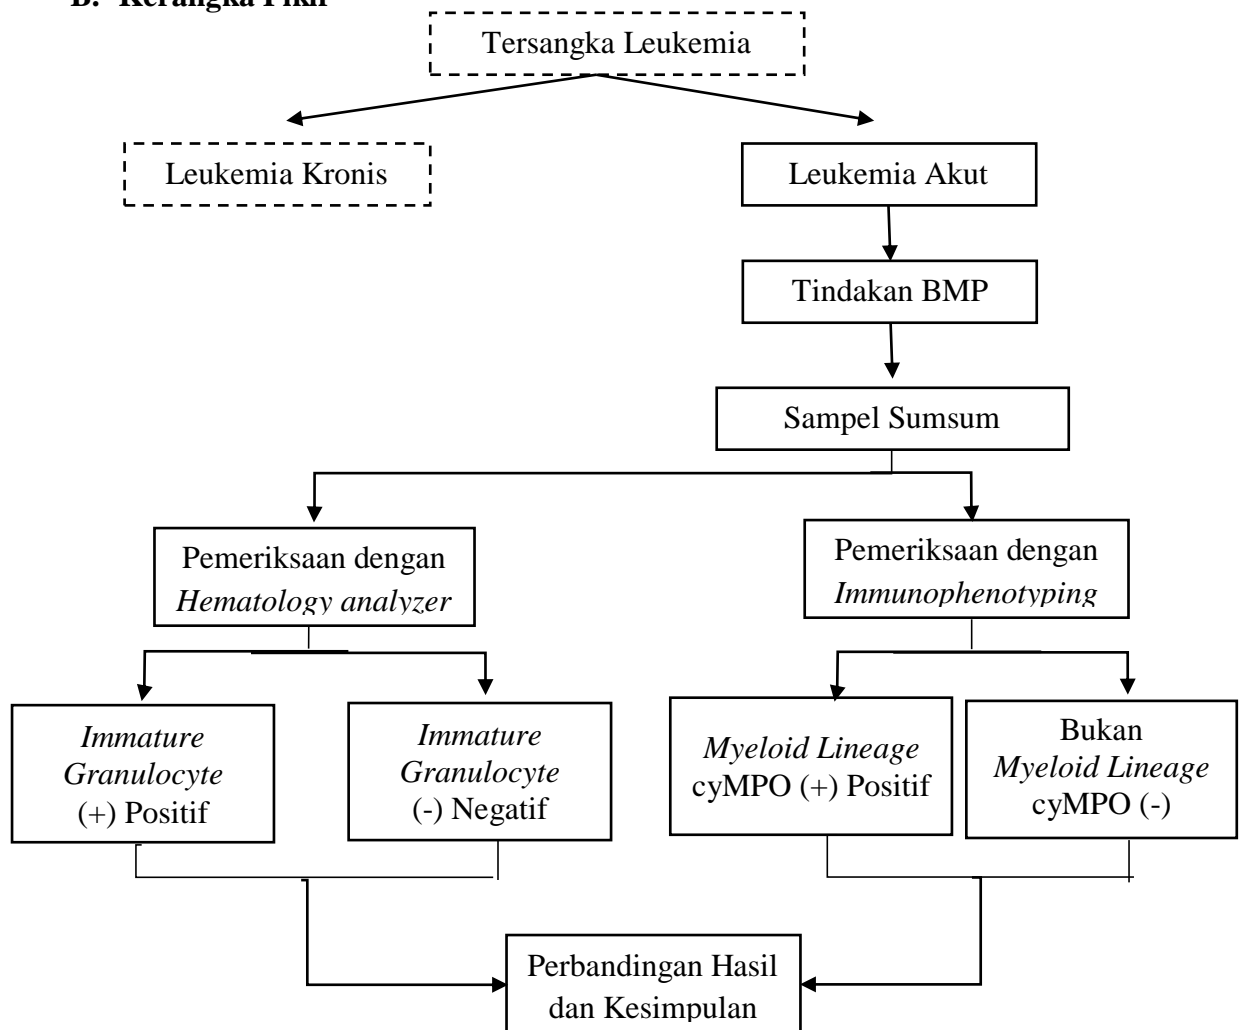 B. Kerangka Pikir
Tersangka Leukemia
Leukemia Kronis
Leukemia Akut
Tindakan BMP
Sampel Sumsum
Pemeriksaan dengan
Hematology analyzer
Pemeriksaan dengan
Immunophenotyping
Immature
Granulocyte
(+) Positif
Immature
Granulocyte
(-) Negatif
Myeloid Lineage
cyMPO (+) Positif
Bukan
Myeloid Lineage
cyMPO (-)
Perbandingan Hasil
dan Kesimpulan